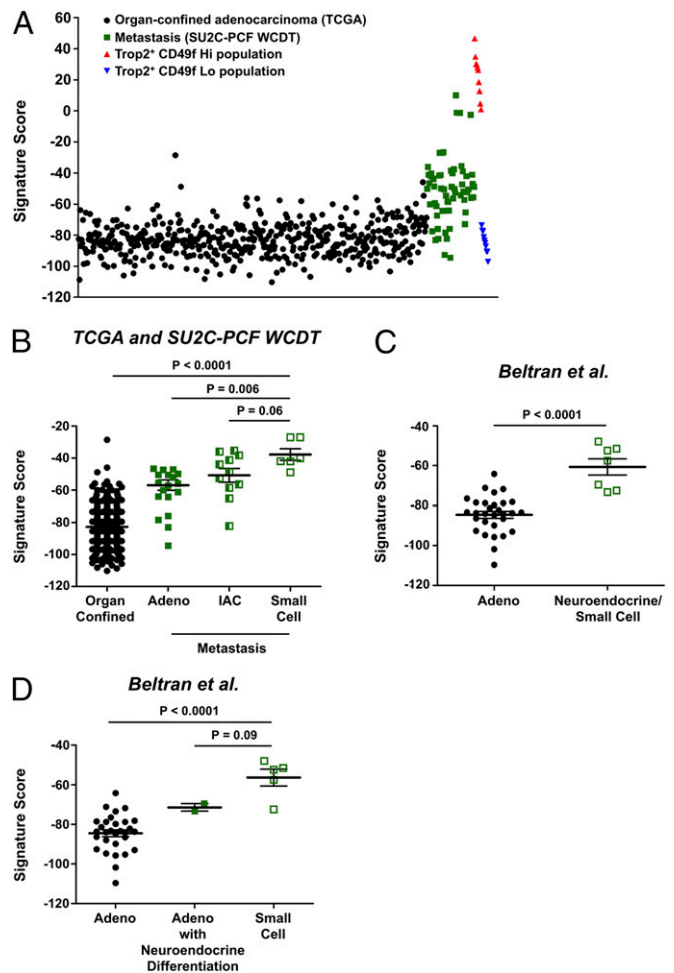 A
Organ-confined adenocarcinoma (TCGA)
Metastasis (SU2C-PCF WCDT)
Trop2⁺ CD49f Hi population
Trop2⁺ CD49f Lo population
Signature Score
80
60
40
20
0
-20
-40
-60
-80
-100
-120
B
TCGA and SU2C-PCF WCDT
P < 0.0001
P = 0.006
P = 0.06
Signature Score
-20
-40
-60
-80
-100
-120
Organ
Confined
Adeno
IAC
Small
Cell
Metastasis
C
Beltran et al.
P < 0.0001
Signature Score
-40
-60
-80
-100
-120
Adeno
Neuroendocrine/
Small Cell
D
Beltran et al.
P < 0.0001
P = 0.09
Signature Score
-40
-60
-80
-100
-120
Adeno
Adeno
with
Neuroendocrine
Differentiation
Small
Cell